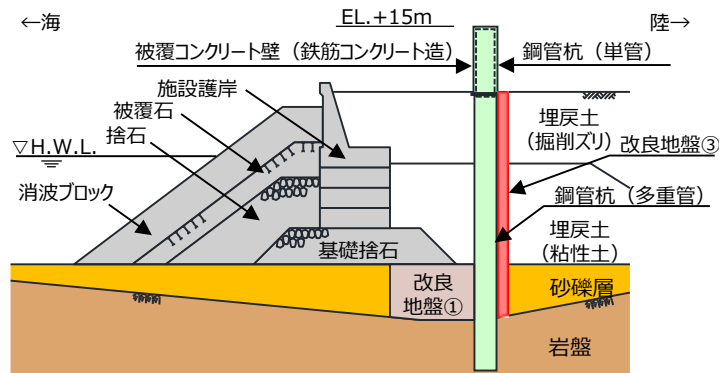 ←海
EL.+15m
陸→
被覆コンクリート壁（鉄筋コンクリート造）
鋼管杭（単管）
施設護岸
被覆石
捨石
▽H.W.L.
消波ブロック
埋戻土
（掘削ズリ）
改良地盤③
鋼管杭（多重管）
埋戻土
（粘性土）
基礎捨石
改良
地盤①
砂礫層
岩盤